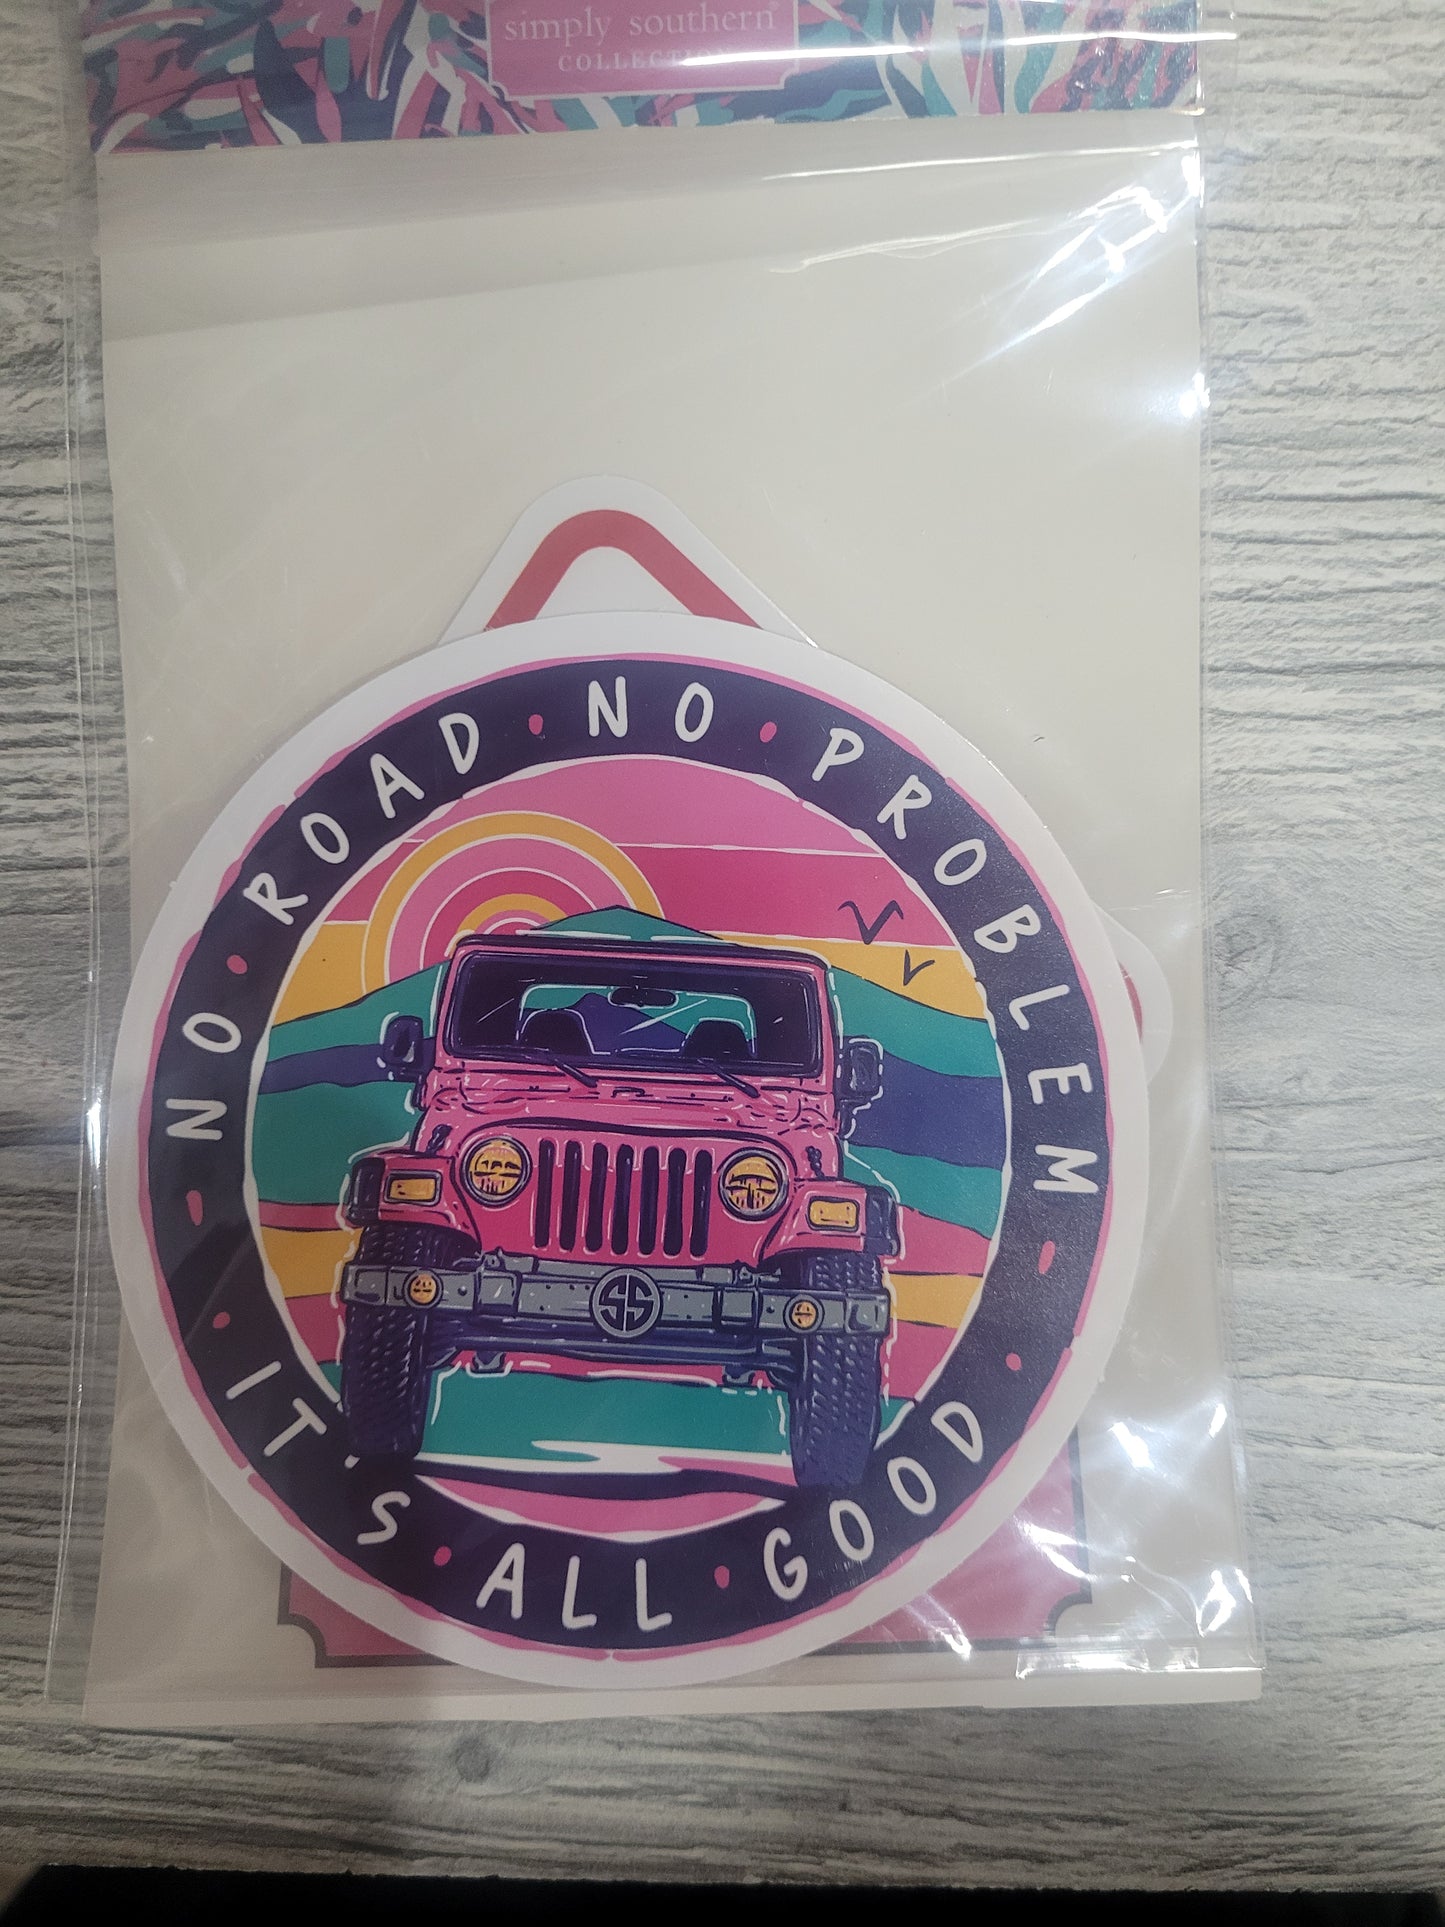 simply southern®
COLLECTION
NO · ROAD · NO · PROBLEM
IT'S · ALL · GOOD
SS